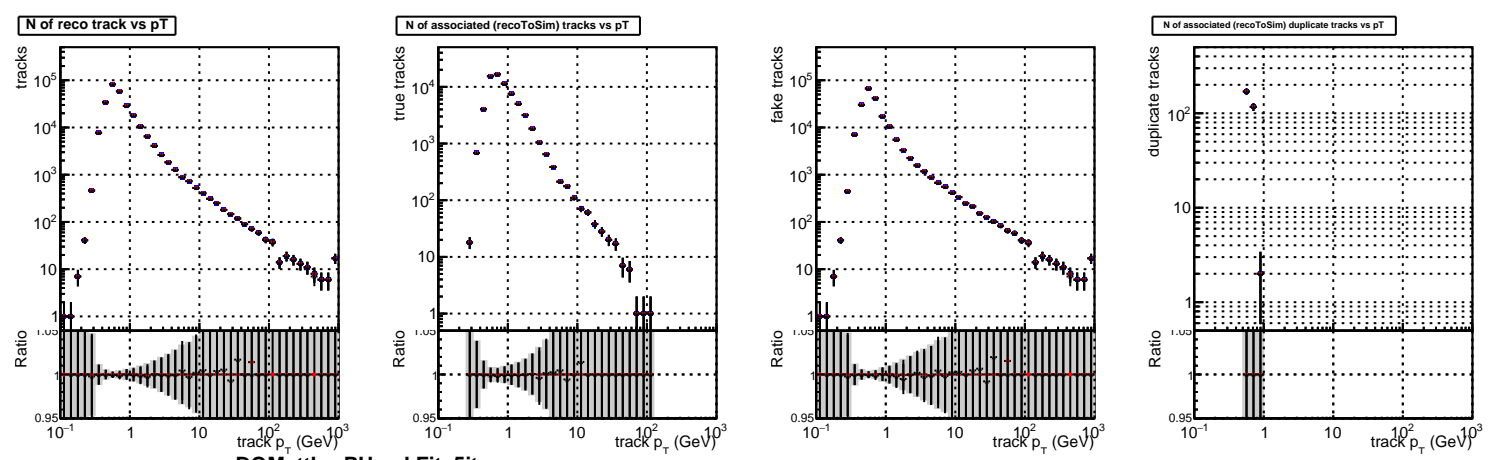 N of reco track vs pT
tracks
10^5
10^4
10^3
10^2
10
1
Ratio
1.05
1
0.95
10^-1 1 10 10^2 10^3
track p_T (GeV)
N of associated (recoToSim) tracks vs pT
true tracks
10^4
10^3
10^2
10
1
Ratio
1.05
1
0.95
10^-1 1 10 10^2 10^3
track p_T (GeV)
fake tracks
10^5
10^4
10^3
10^2
10
1
Ratio
1.05
1
0.95
10^-1 1 10 10^2 10^3
track p_T (GeV)
N of associated (recoToSim) duplicate tracks vs pT
duplicate tracks
10^2
10
1
Ratio
1.05
1
0.95
10^-1 1 10 10^2 10^3
track p_T (GeV)